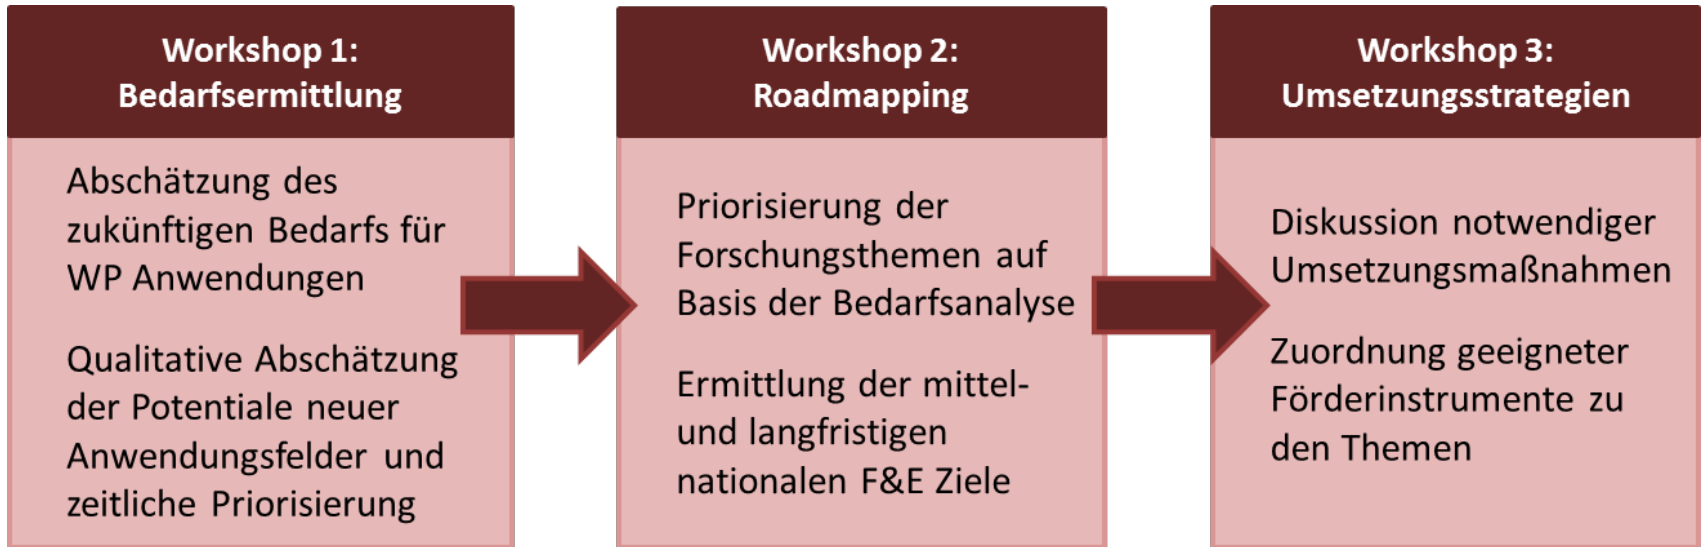 Workshop 1:
Bedarfsermittlung
Abschätzung des
zukünftigen Bedarfs für
WP Anwendungen
Qualitative Abschätzung
der Potentiale neuer
Anwendungsfelder und
zeitliche Priorisierung
Workshop 2:
Roadmapping
Priorisierung der
Forschungsthemen auf
Basis der Bedarfsanalyse
Ermittlung der mittel-
und langfristigen
nationalen F&E Ziele
Workshop 3:
Umsetzungsstrategien
Diskussion notwendiger
Umsetzungsmaßnahmen
Zuordnung geeigneter
Förderinstrumente zu
den Themen